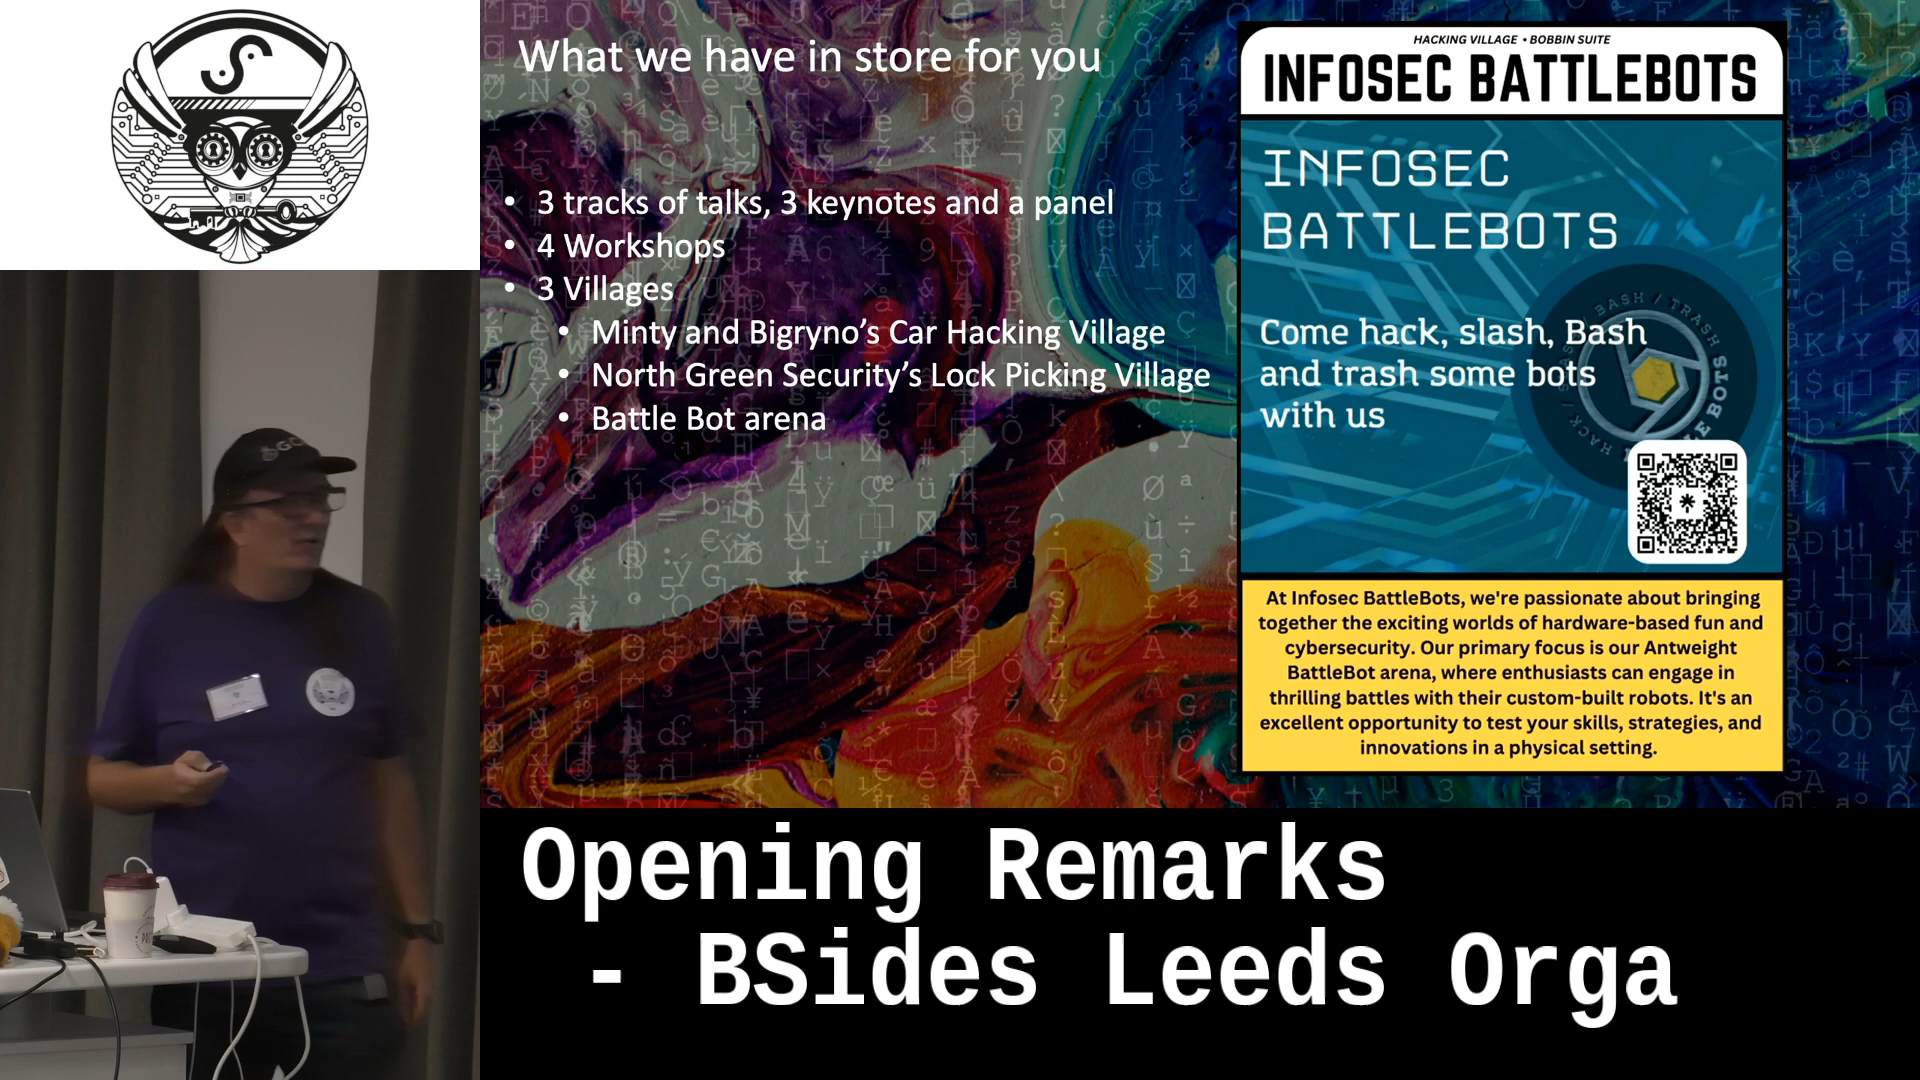 What we have in store for you
• 3 tracks of talks, 3 keynotes and a panel
• 4 Workshops
• 3 Villages
• Minty and Bigryno’s Car Hacking Village
• North Green Security’s Lock Picking Village
• Battle Bot arena
HACKING VILLAGE • BOBBIN SUITE
INFOSEC BATTLEBOTS
INFOSEC
BATTLEBOTS
Come hack, slash, Bash
and trash some bots
with us
At Infosec BattleBots, we're passionate about bringing
together the exciting worlds of hardware-based fun and
cybersecurity. Our primary focus is our Antweight
BattleBot arena, where enthusiasts can engage in
thrilling battles with their custom-built robots. It's an
excellent opportunity to test your skills, strategies, and
innovations in a physical setting.
Opening Remarks
- BSides Leeds Orga